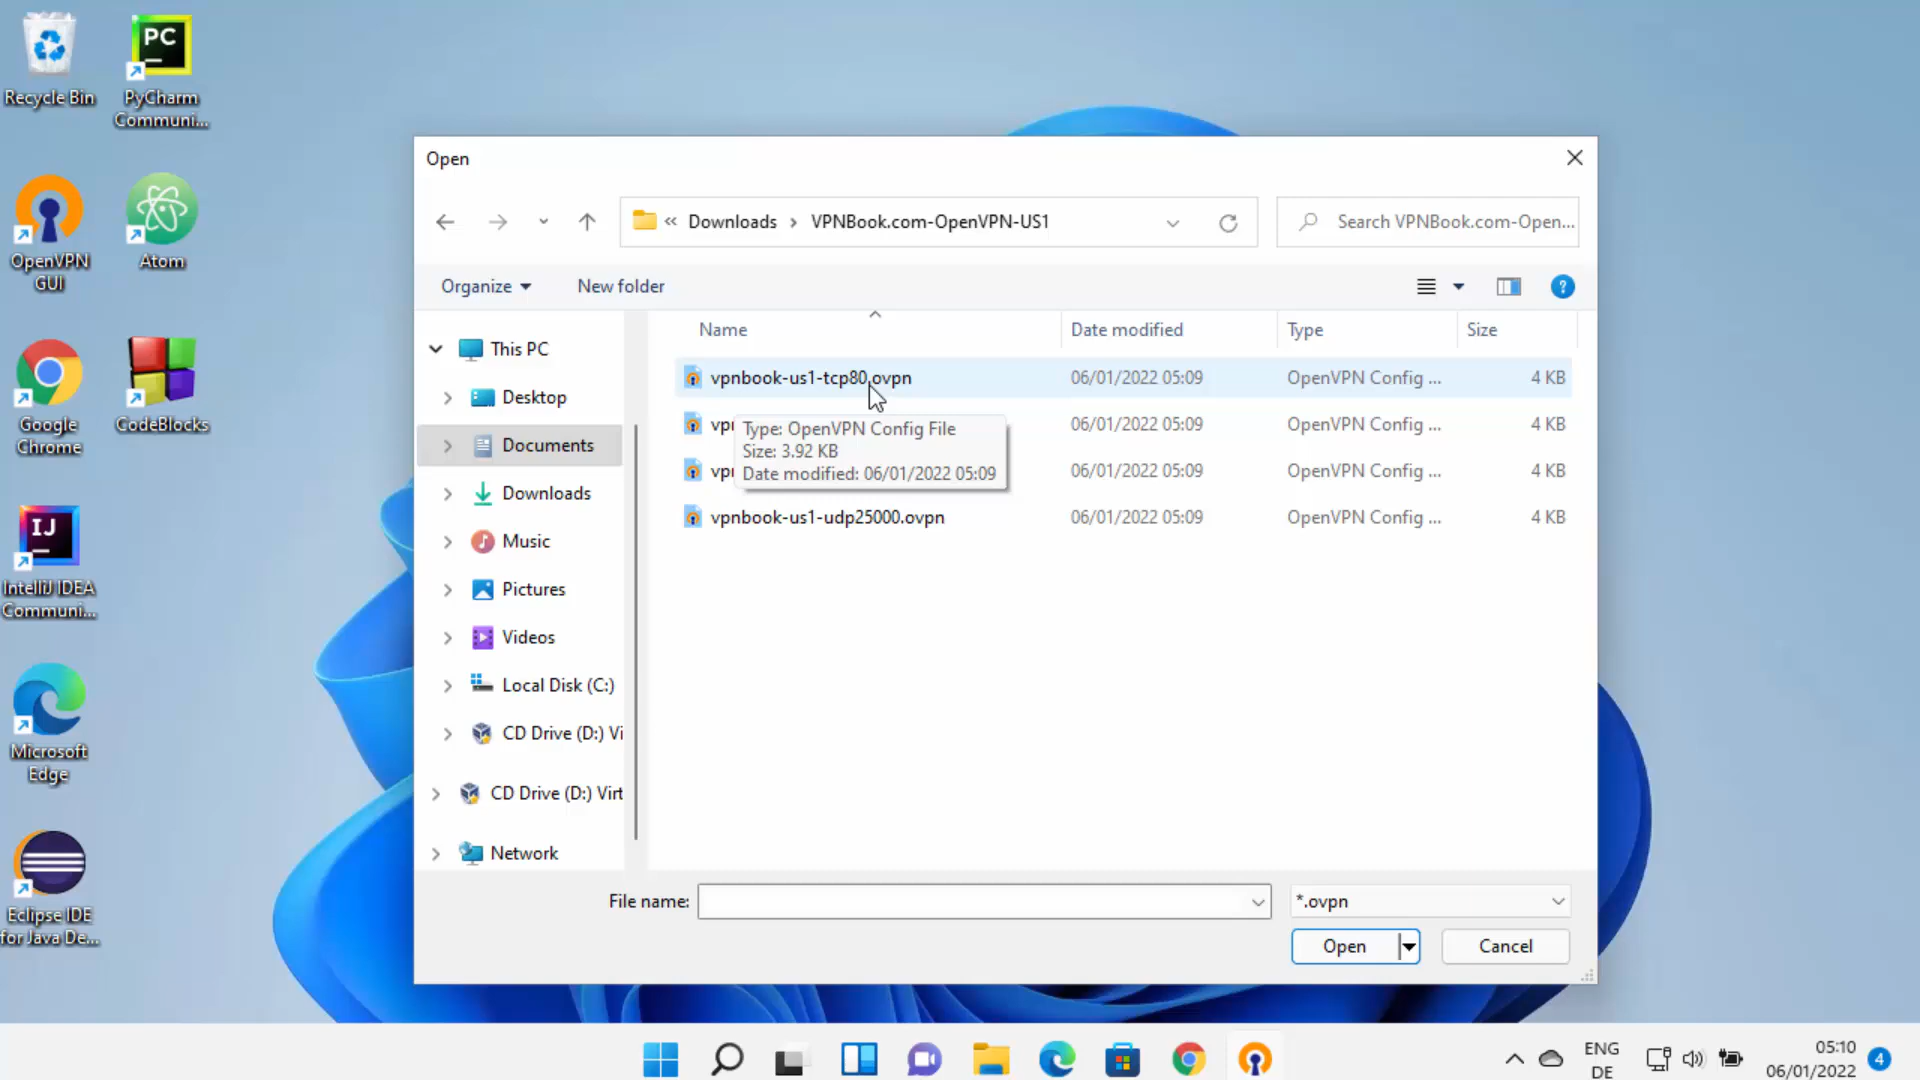 Recycle Bin
PC
PyCharm
Communi...
OpenVPN
GUI
Atom
Google
Chrome
CodeBlocks
IJ
IntelliJ IDEA
Communi...
Microsoft
Edge
Eclipse IDE
for Java De...
Open
« Downloads › VPNBook.com-OpenVPN-US1
Search VPNBook.com-Open...
Organize
New folder
?
This PC
Desktop
Documents
Downloads
Music
Pictures
Videos
Local Disk (C:)
CD Drive (D:) Vi
CD Drive (D:) Virt
Network
Name Date modified Type Size
vpnbook-us1-tcp80.ovpn 06/01/2022 05:09 OpenVPN Config ... 4 KB
vp 06/01/2022 05:09 OpenVPN Config ... 4 KB
vp 06/01/2022 05:09 OpenVPN Config ... 4 KB
vpnbook-us1-udp25000.ovpn 06/01/2022 05:09 OpenVPN Config ... 4 KB
Type: OpenVPN Config File
Size: 3.92 KB
Date modified: 06/01/2022 05:09
File name:
*.ovpn
Open
Cancel
ENG
DE
05:10
06/01/2022
4